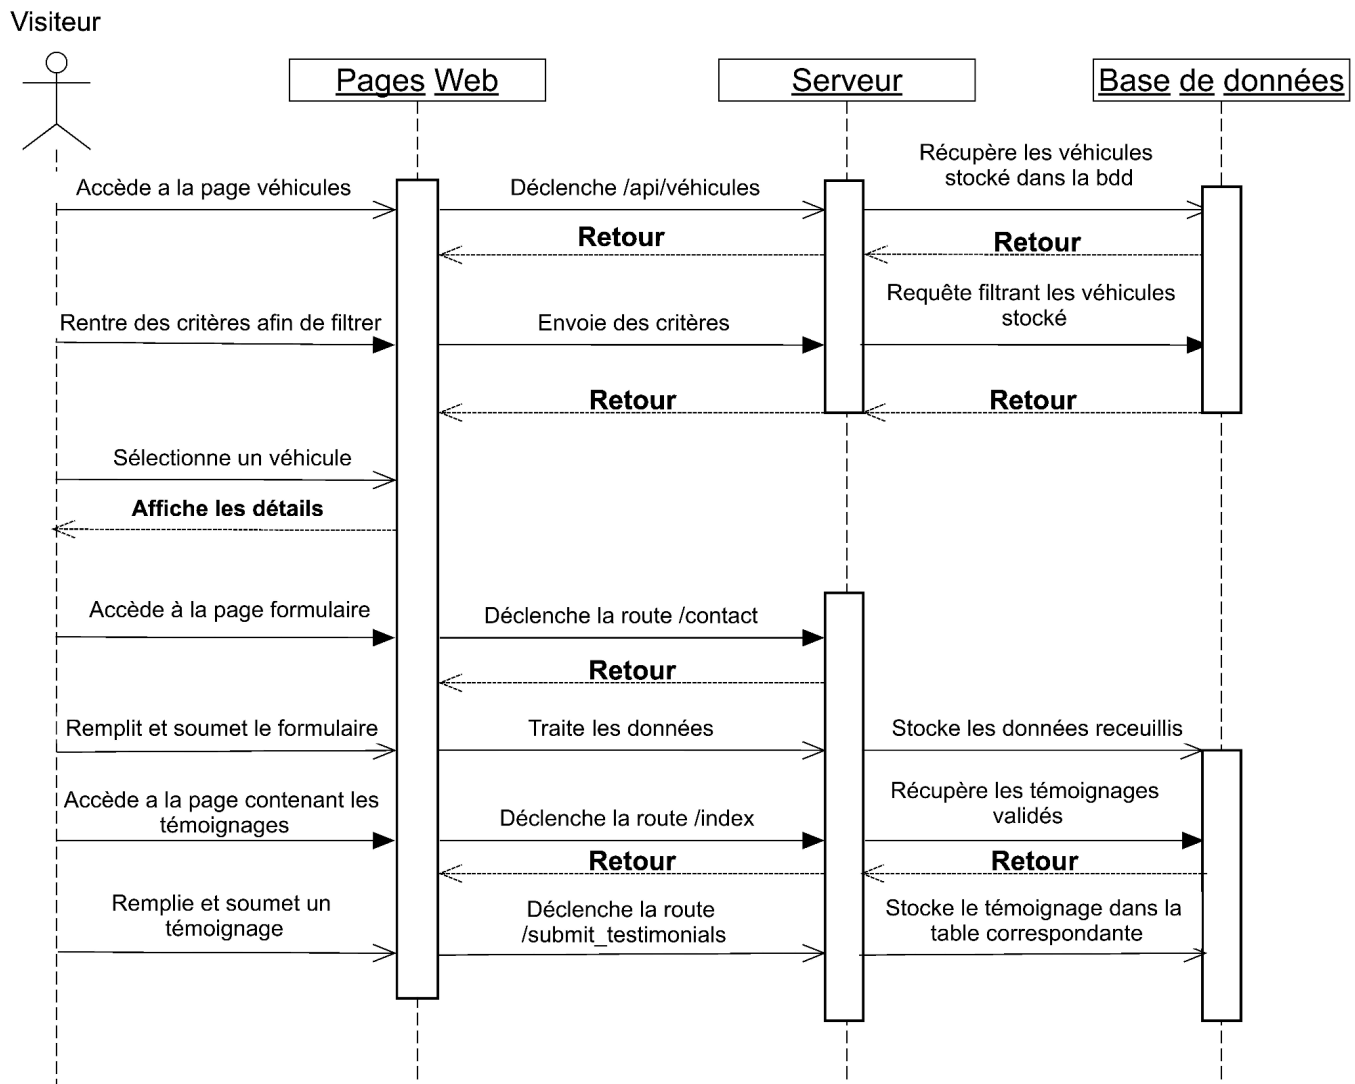 Visiteur
Pages Web
Serveur
Base de données
Accède a la page véhicules
Déclenche /api/véhicules
Récupère les véhicules
stocké dans la bdd
Retour
Retour
Rentre des critères afin de filtrer
Envoie des critères
Requête filtrant les véhicules
stocké
Retour
Retour
Sélectionne un véhicule
Affiche les détails
Accède à la page formulaire
Déclenche la route /contact
Retour
Remplit et soumet le formulaire
Traite les données
Stocke les données receuillis
Accède a la page contenant les
témoignages
Déclenche la route /index
Récupère les témoignages
validés
Retour
Retour
Remplie et soumet un
témoignage
Déclenche la route
/submit_testimonials
Stocke le témoignage dans la
table correspondante